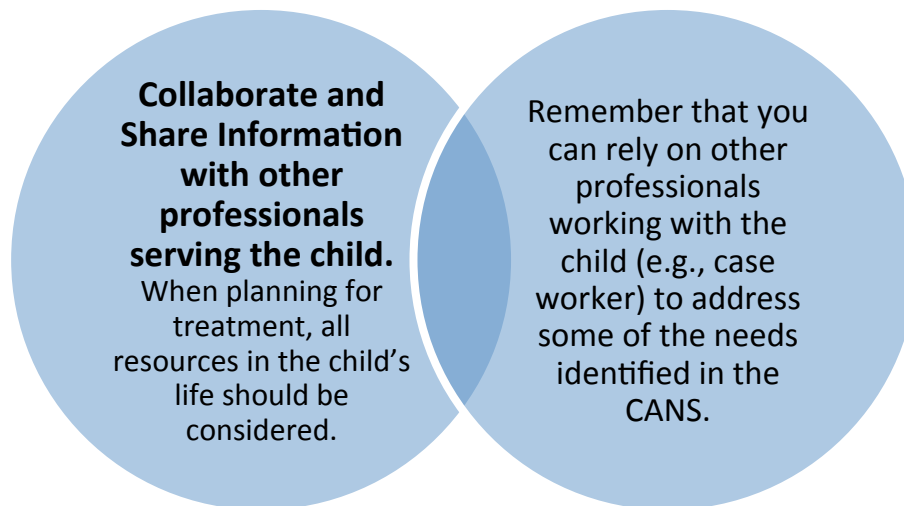 Collaborate and
Share Information
with other
professionals
serving the child.
When planning for
treatment, all
resources in the child’s
life should be
considered.
Remember that you
can rely on other
professionals
working with the
child (e.g., case
worker) to address
some of the needs
identified in the
CANS.